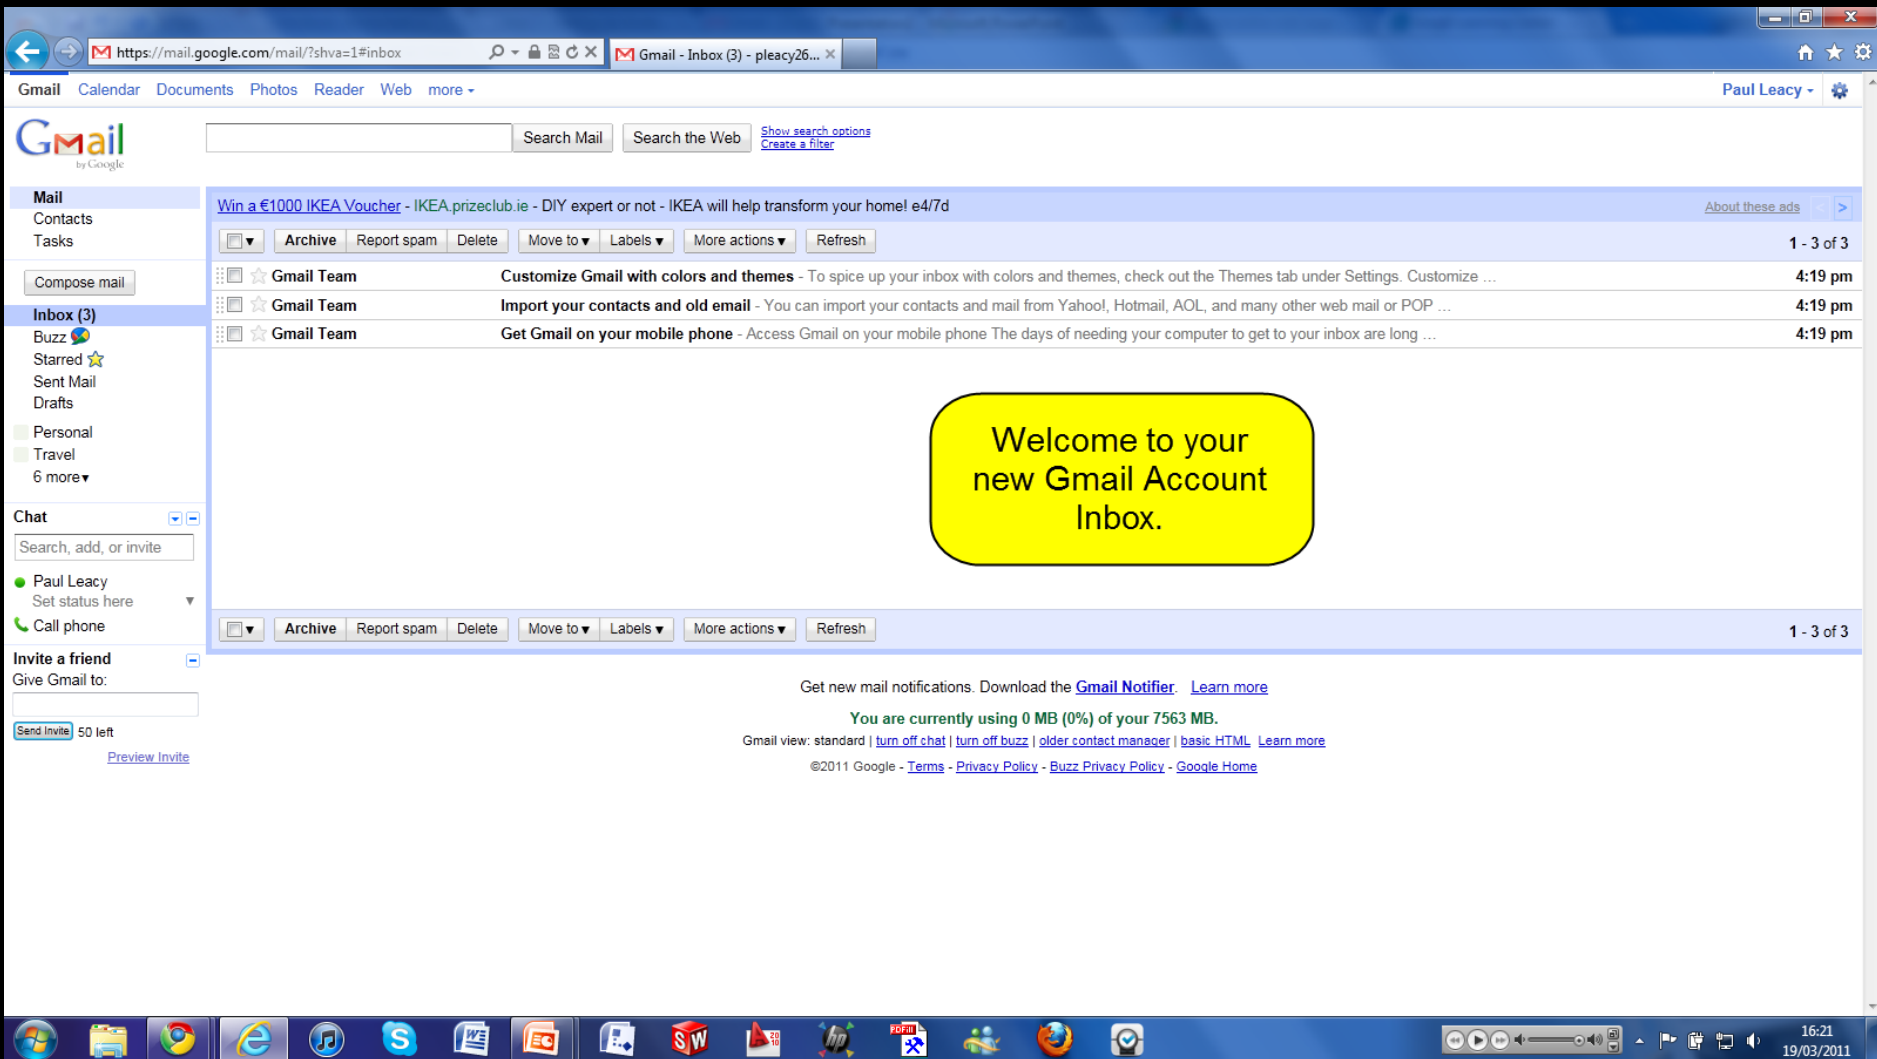 https://mail.google.com/mail/?shva=1#inbox
Gmail - Inbox (3) - pleacy26...
Gmail Calendar Documents Photos Reader Web more
Paul Leacy
Gmail
by Google
Search Mail
Search the Web
Show search options
Create a filter
Mail
Contacts
Tasks
Compose mail
Inbox (3)
Buzz
Starred
Sent Mail
Drafts
Personal
Travel
6 more
Chat
Search, add, or invite
Paul Leacy
Set status here
Call phone
Invite a friend
Give Gmail to:
Send Invite 50 left
Preview Invite
Win a €1000 IKEA Voucher - IKEA.prizeclub.ie - DIY expert or not - IKEA will help transform your home! e4/7d
About these ads < >
Archive Report spam Delete Move to Labels More actions Refresh
1 - 3 of 3
Gmail Team Customize Gmail with colors and themes - To spice up your inbox with colors and themes, check out the Themes tab under Settings. Customize ... 4:19 pm
Gmail Team Import your contacts and old email - You can import your contacts and mail from Yahoo!, Hotmail, AOL, and many other web mail or POP ... 4:19 pm
Gmail Team Get Gmail on your mobile phone - Access Gmail on your mobile phone The days of needing your computer to get to your inbox are long ... 4:19 pm
Welcome to your
new Gmail Account
Inbox.
Archive Report spam Delete Move to Labels More actions Refresh
1 - 3 of 3
Get new mail notifications. Download the Gmail Notifier. Learn more
You are currently using 0 MB (0%) of your 7563 MB.
Gmail view: standard | turn off chat | turn off buzz | older contact manager | basic HTML Learn more
©2011 Google - Terms - Privacy Policy - Buzz Privacy Policy - Google Home
SW
hp
PDFill
16:21
19/03/2011